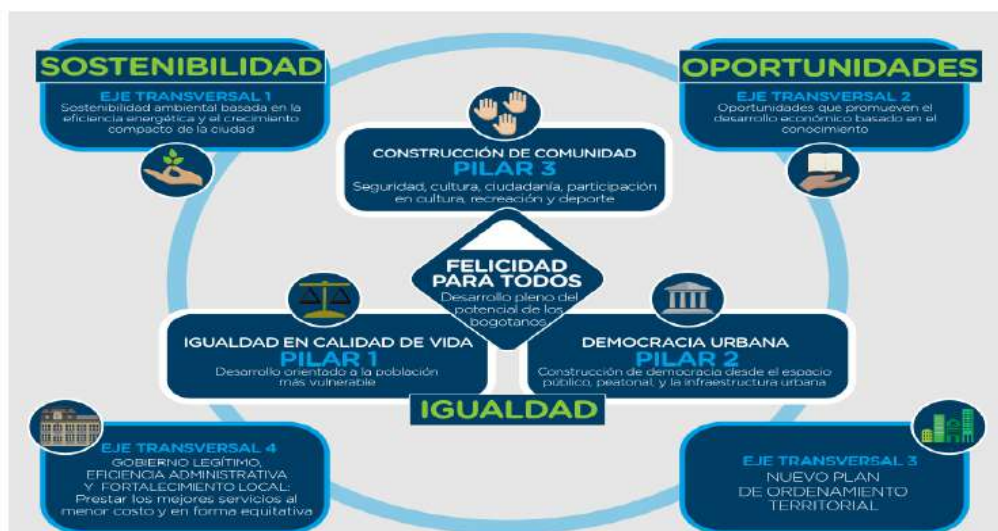 SOSTENIBILIDAD
EJE TRANSVERSAL 1
Sostenibilidad ambiental basada en la
eficiencia energética y el crecimiento
compacto de la ciudad
OPORTUNIDADES
EJE TRANSVERSAL 2
Oportunidades que promueven el
desarrollo económico basado en el
conocimiento
CONSTRUCCIÓN DE COMUNIDAD
PILAR 3
Seguridad, cultura, ciudadanía, participación
en cultura, recreación y deporte
FELICIDAD
PARA TODOS
Desarrollo pleno del
potencial de los
bogotanos
IGUALDAD EN CALIDAD DE VIDA
PILAR 1
Desarrollo orientado a la población
más vulnerable
DEMOCRACIA URBANA
PILAR 2
Construcción de democracia desde el espacio
público, peatonal, y la infraestructura urbana
IGUALDAD
EJE TRANSVERSAL 4
GOBIERNO LEGÍTIMO,
EFICIENCIA ADMINISTRATIVA
Y FORTALECIMIENTO LOCAL:
Prestar los mejores servicios al
menor costo y en forma equitativa
EJE TRANSVERSAL 3
NUEVO PLAN
DE ORDENAMIENTO
TERRITORIAL